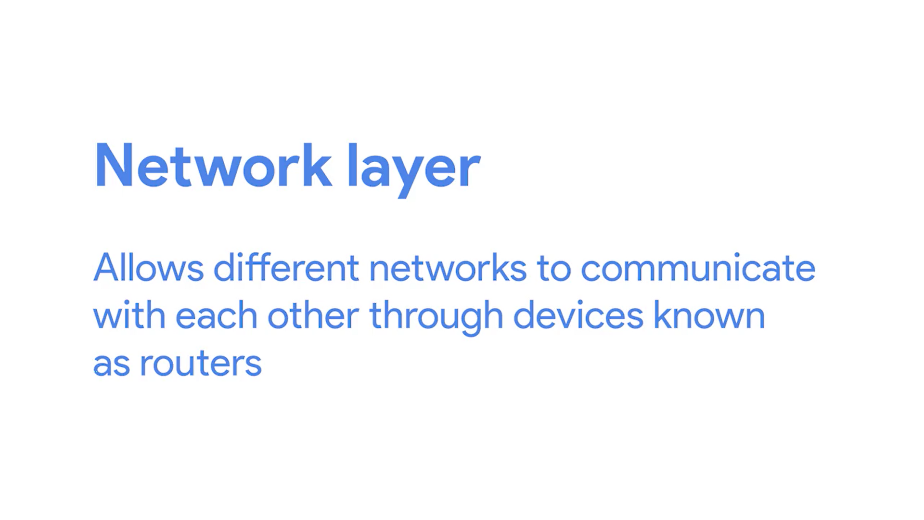 Network layer
Allows different networks to communicate
with each other through devices known
as routers